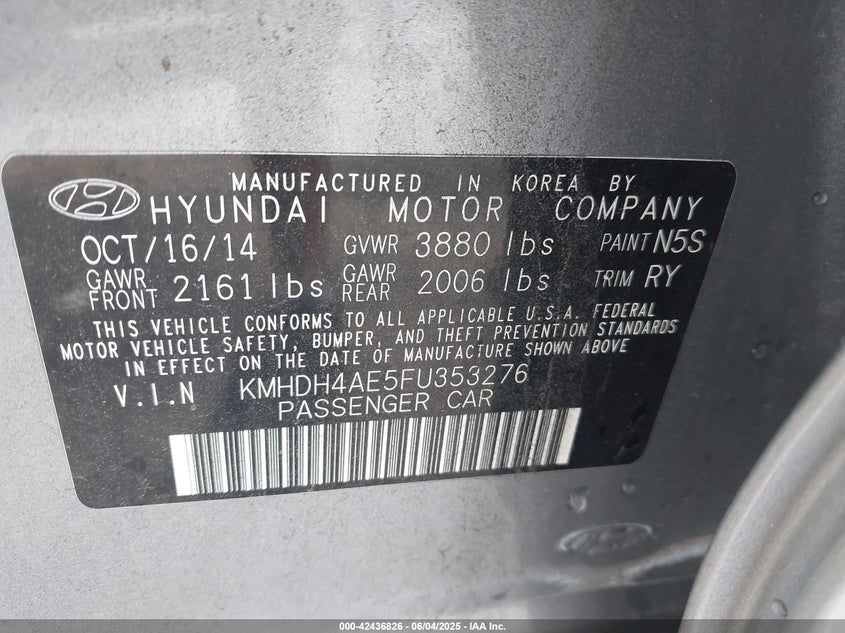 MANUFACTURED IN KOREA BY
HYUNDAI MOTOR COMPANY
OCT/16/14 GVWR 3880 lbs PAINT N5S
GAWR FRONT 2161 lbs GAWR REAR 2006 lbs TRIM RY
THIS VEHICLE CONFORMS TO ALL APPLICABLE U.S.A. FEDERAL
MOTOR VEHICLE SAFETY, BUMPER, AND THEFT PREVENTION STANDARDS
IN EFFECT ON THE DATE OF MANUFACTURE SHOWN ABOVE
V.I.N KMHDH4AE5FU353276
PASSENGER CAR
000-42436826 - 06/04/2025 - IAA Inc.